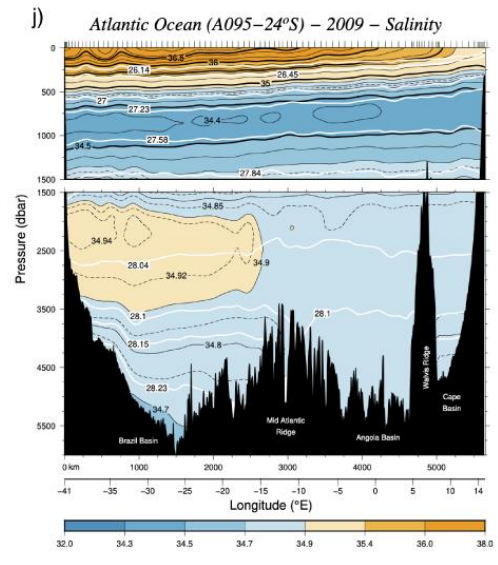 j)
Atlantic Ocean (A095−24°S) − 2009 − Salinity
0
36.5
36
26.14
26.45
35
500
27
27.23
34.4
1000
27.58
34.5
27.84
1500
1500
34.85
34.94
2500
28.04
34.9
34.92
3500
28.1
28.1
28.15
34.8
4500
28.23
34.7
5500
Pressure (dbar)
Brazil Basin
Mid Atlantic
Ridge
Angola Basin
Walvis Ridge
Cape
Basin
0 km 1000 2000 3000 4000 5000
−41 −35 −30 −25 −20 −15 −10 −5 0 5 10 14
Longitude (°E)
32.0 34.3 34.5 34.7 34.9 35.4 36.0 38.0